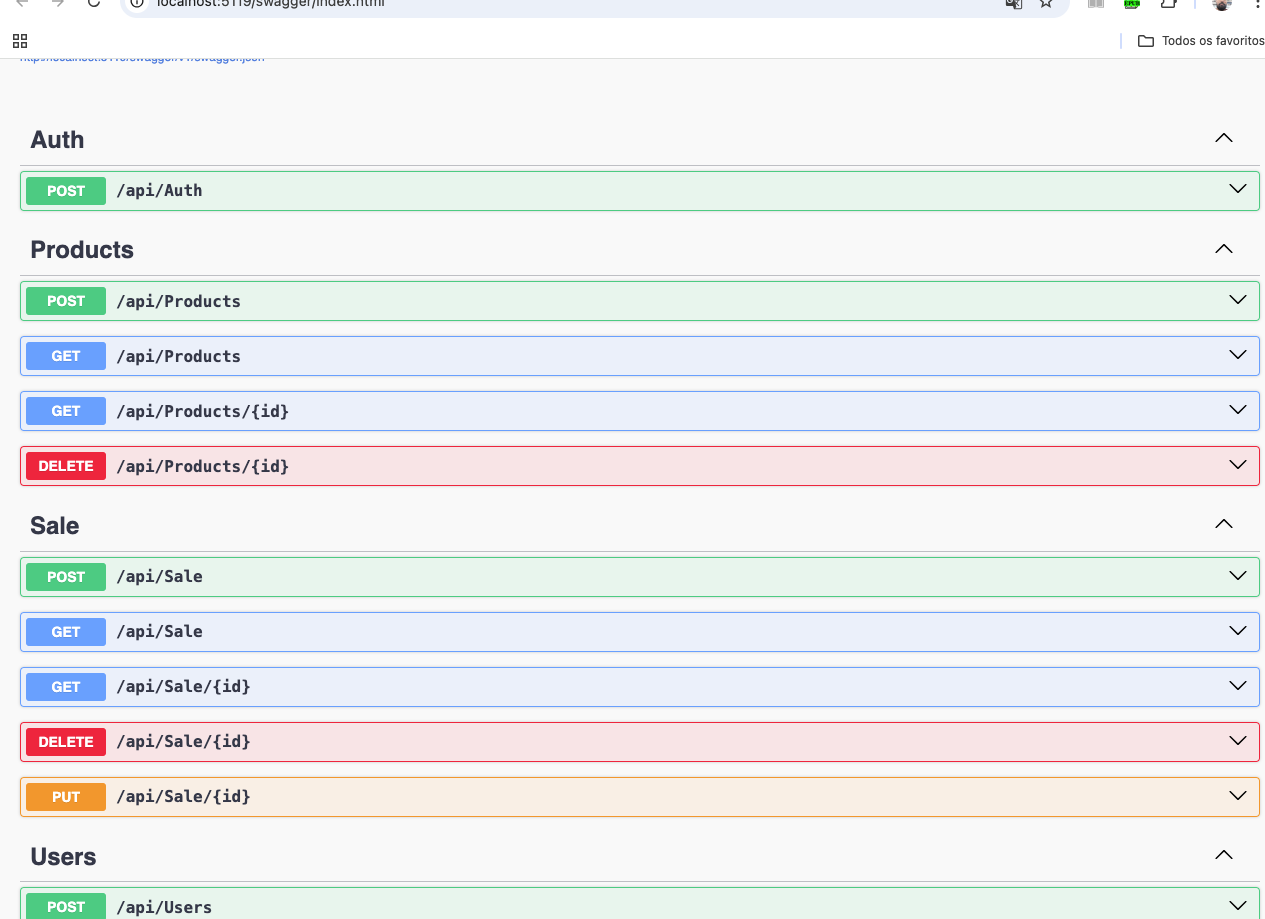 localhost:5119/swagger/index.html
Todos os favoritos
Auth
POST /api/Auth
Products
POST /api/Products
GET /api/Products
GET /api/Products/{id}
DELETE /api/Products/{id}
Sale
POST /api/Sale
GET /api/Sale
GET /api/Sale/{id}
DELETE /api/Sale/{id}
PUT /api/Sale/{id}
Users
POST /api/Users